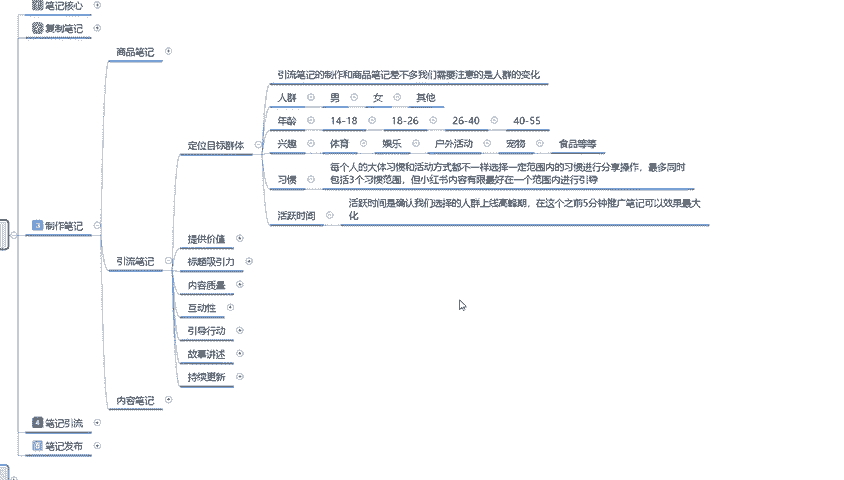 笔记核心
复制笔记
商品笔记
引流笔记的制作和商品笔记差不多我们需要注意的是人群的变化
人群 男 女 其他
年龄 14-18 18-26 26-40 40-55
定位目标群体
兴趣 体育 娱乐 户外活动 宠物 食品等等
每个人的大体习惯和活动方式都不一样选择一定范围内的习惯进行分享操作，最多同时
习惯 包括3个习惯范围，但小红书内容有限最好在一个范围内进行引导
活跃时间是确认我们选择的人群上线高峰期，在这个之前5分钟推广笔记可以效果最大
活跃时间 化
3 制作笔记
提供价值
引流笔记
标题吸引力
内容质量
互动性
引导行动
故事讲述
持续更新
内容笔记
4 笔记引流
笔记发布